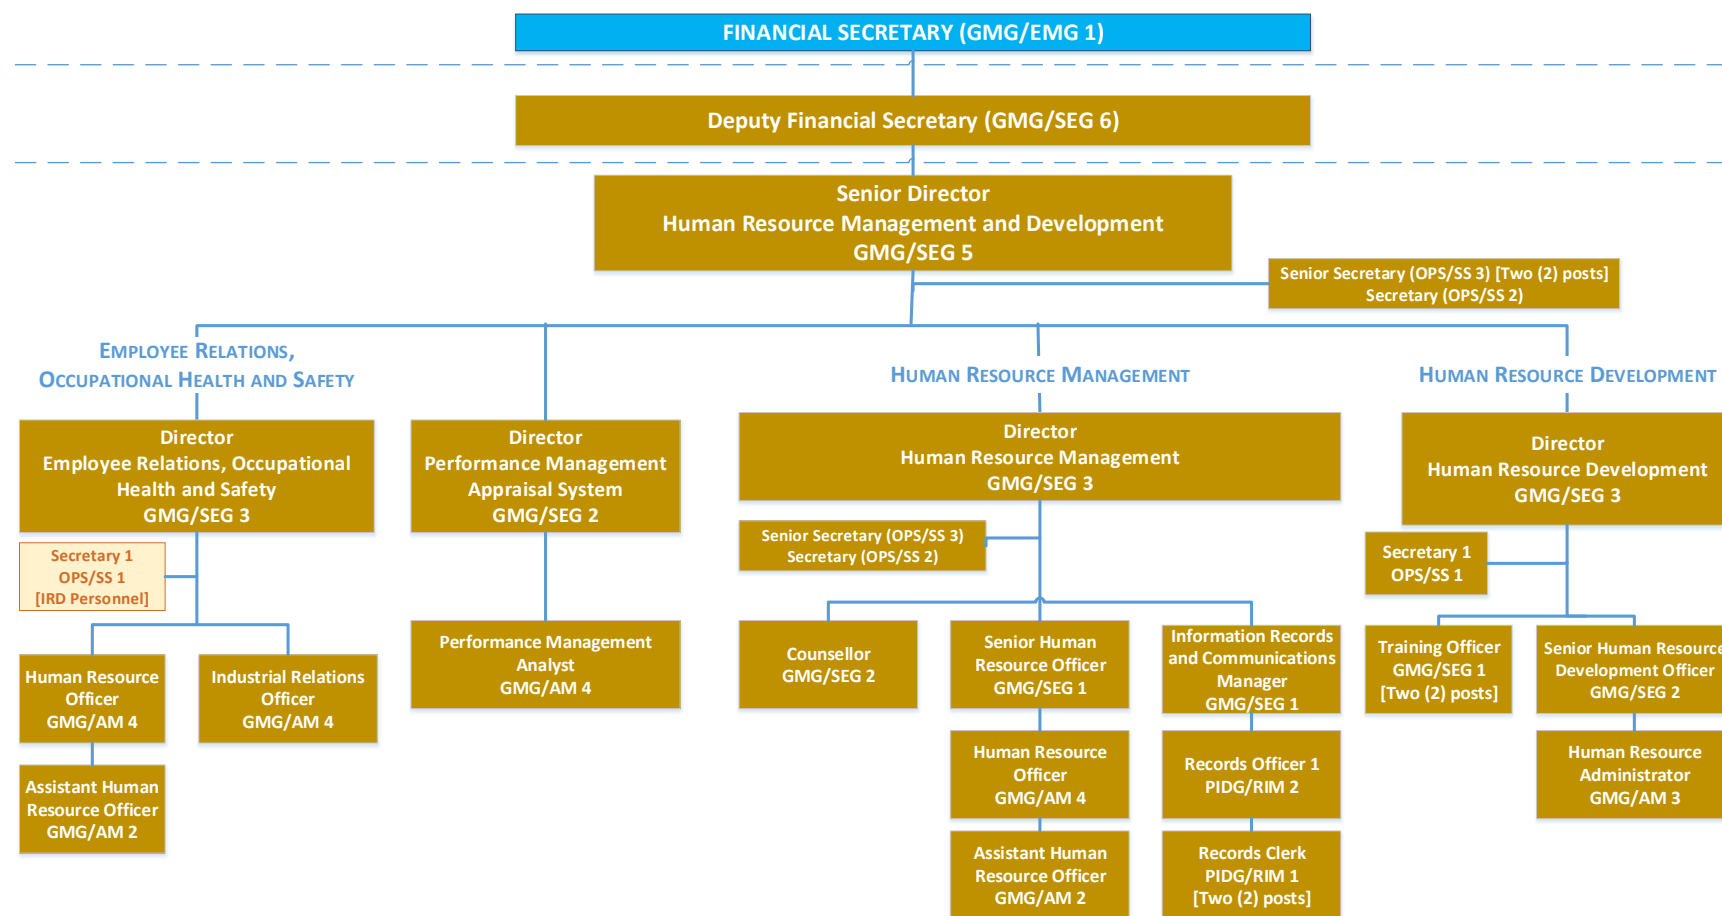 FINANCIAL SECRETARY (GMG/EMG 1)
Deputy Financial Secretary (GMG/SEG 6)
Senior Director
Human Resource Management and Development
GMG/SEG 5
Senior Secretary (OPS/SS 3) [Two (2) posts]
Secretary (OPS/SS 2)
EMPLOYEE RELATIONS,
OCCUPATIONAL HEALTH AND SAFETY
HUMAN RESOURCE MANAGEMENT
HUMAN RESOURCE DEVELOPMENT
Director
Employee Relations, Occupational
Health and Safety
GMG/SEG 3
Director
Performance Management
Appraisal System
GMG/SEG 2
Director
Human Resource Management
GMG/SEG 3
Director
Human Resource Development
GMG/SEG 3
Secretary 1
OPS/SS 1
[IRD Personnel]
Senior Secretary (OPS/SS 3)
Secretary (OPS/SS 2)
Secretary 1
OPS/SS 1
Human Resource
Officer
GMG/AM 4
Industrial Relations
Officer
GMG/AM 4
Performance Management
Analyst
GMG/AM 4
Counsellor
GMG/SEG 2
Senior Human
Resource Officer
GMG/SEG 1
Information Records
and Communications
Manager
GMG/SEG 1
Training Officer
GMG/SEG 1
[Two (2) posts]
Senior Human Resource
Development Officer
GMG/SEG 2
Assistant Human
Resource Officer
GMG/AM 2
Human Resource
Officer
GMG/AM 4
Records Officer 1
PIDG/RIM 2
Human Resource
Administrator
GMG/AM 3
Assistant Human
Resource Officer
GMG/AM 2
Records Clerk
PIDG/RIM 1
[Two (2) posts]